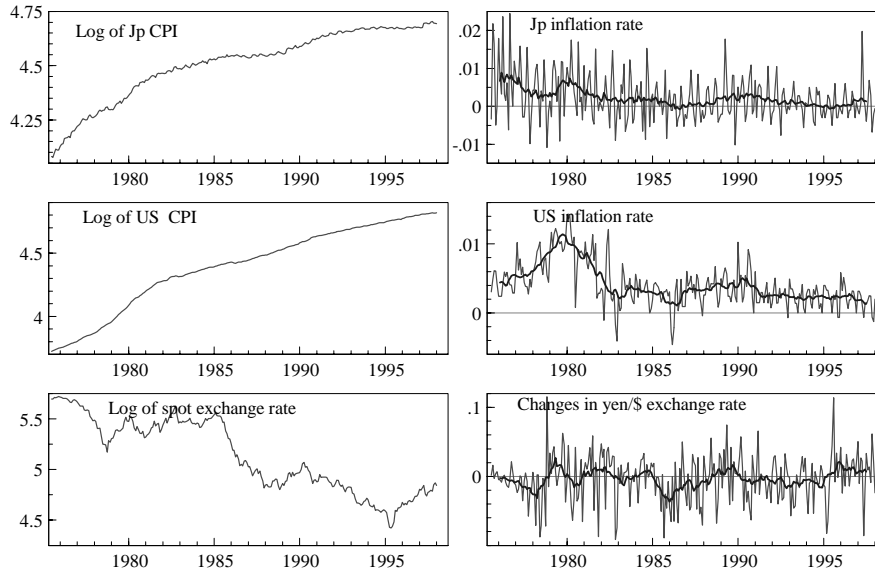 Log of Jp CPI
4.75
4.5
4.25
1980 1985 1990 1995
Jp inflation rate
.02
.01
0
-.01
1980 1985 1990 1995
Log of US CPI
4.5
4
1980 1985 1990 1995
US inflation rate
.01
0
1980 1985 1990 1995
Log of spot exchange rate
5.5
5
4.5
1980 1985 1990 1995
Changes in yen/$ exchange rate
.1
0
1980 1985 1990 1995